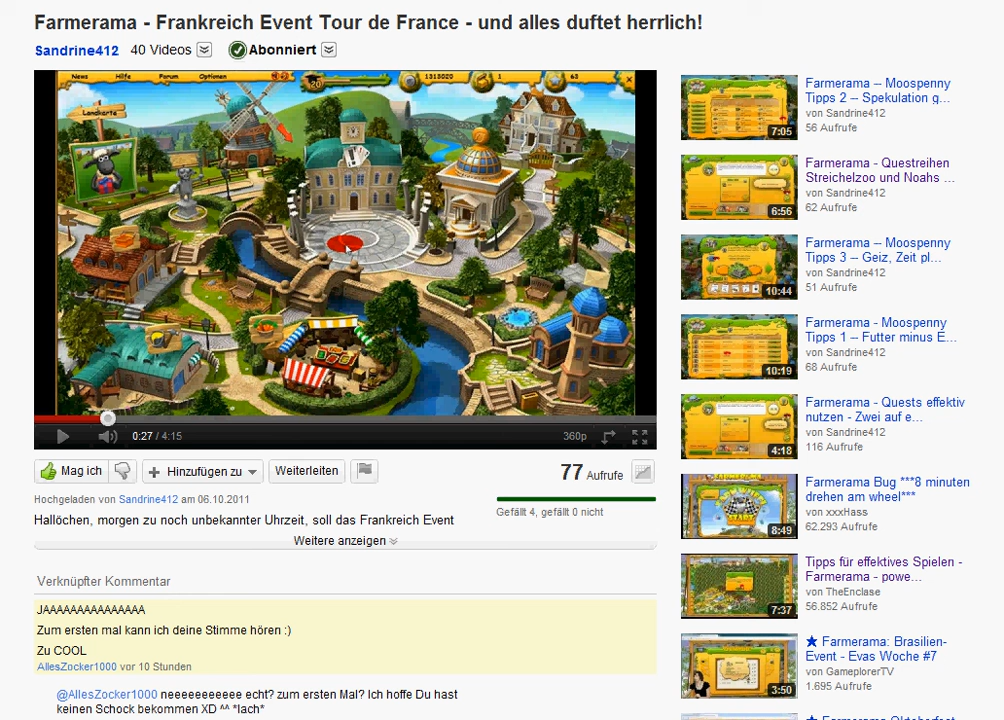 Farmerama - Frankreich Event Tour de France - und alles duftet herrlich!
Sandrine412 40 Videos Abonniert
News Hilfe Forum Optionen
20 1 63
Landkarte
0:27 / 4:15
360p
Mag ich
Hinzufügen zu
Weiterleiten
77 Aufrufe
Hochgeladen von Sandrine412 am 06.10.2011
Gefällt 4, gefällt 0 nicht
Hallöchen, morgen zu noch unbekannter Uhrzeit, soll das Frankreich Event
Weitere anzeigen
Verknüpfter Kommentar
JAAAAAAAAAAAAAAA
Zum ersten mal kann ich deine Stimme hören :)
Zu COOL
AllesZocker1000 vor 10 Stunden
@AllesZocker1000 neeeeeeeeeee echt? zum ersten Mal? Ich hoffe Du hast
keinen Schock bekommen XD ^^ *lach*
7:05
Farmerama – Moospenny
Tipps 2 – Spekulation g...
von Sandrine412
56 Aufrufe
6:56
Farmerama - Questreihen
Streichelzoo und Noahs ...
von Sandrine412
62 Aufrufe
10:44
Farmerama – Moospenny
Tipps 3 – Geiz, Zeit pl...
von Sandrine412
51 Aufrufe
10:19
Farmerama - Moospenny
Tipps 1 – Futter minus E...
von Sandrine412
68 Aufrufe
4:18
Farmerama - Quests effektiv
nutzen - Zwei auf e...
von Sandrine412
116 Aufrufe
8:49
Farmerama Bug ***8 minuten
drehen am wheel***
von xxxHass
62.293 Aufrufe
7:37
Tipps für effektives Spielen -
Farmerama - powe...
von TheEnclase
56.852 Aufrufe
3:50
★ Farmerama: Brasilien-
Event - Evas Woche #7
von GameplorerTV
1.695 Aufrufe